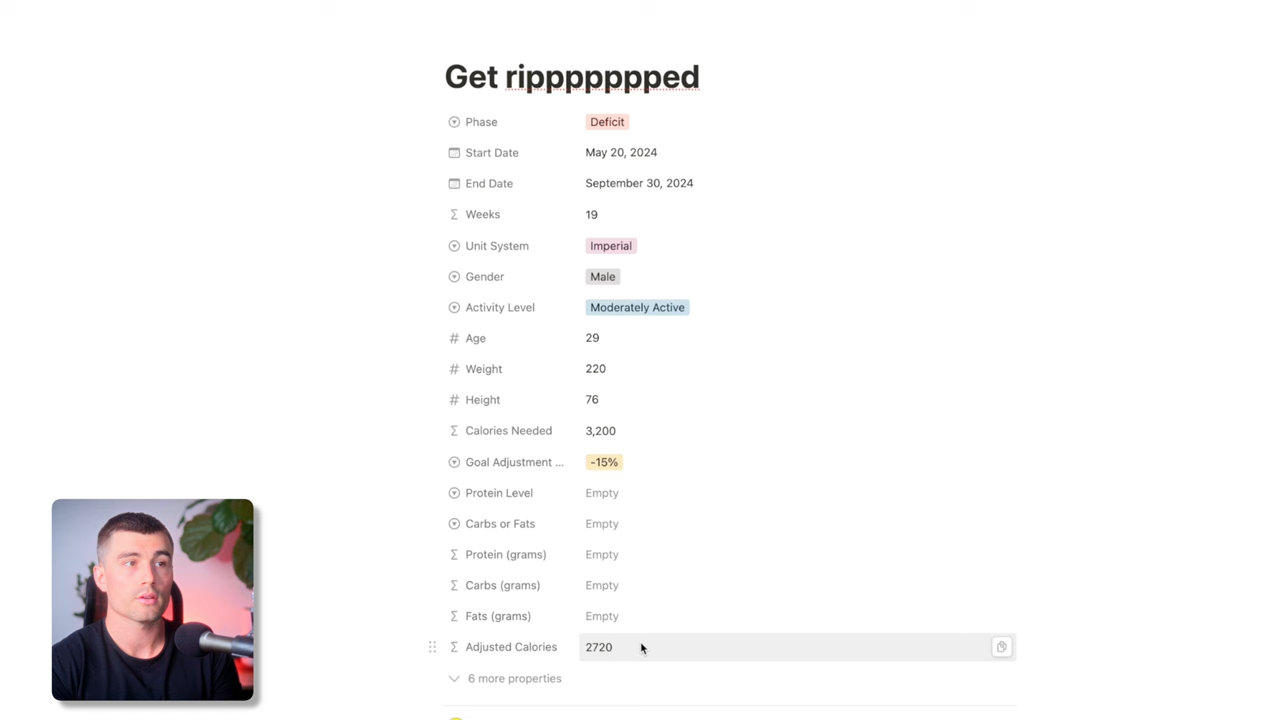 Get rippppppped
Phase Deficit
Start Date May 20, 2024
End Date September 30, 2024
Weeks 19
Unit System Imperial
Gender Male
Activity Level Moderately Active
Age 29
Weight 220
Height 76
Calories Needed 3,200
Goal Adjustment ... -15%
Protein Level Empty
Carbs or Fats Empty
Protein (grams) Empty
Carbs (grams) Empty
Fats (grams) Empty
Adjusted Calories 2720
6 more properties